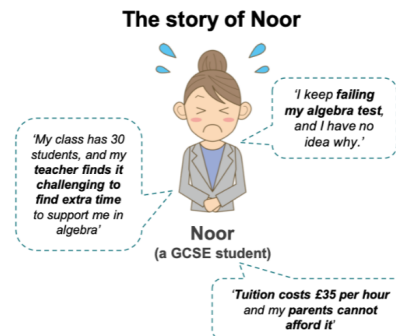 The story of Noor
'I keep failing
my algebra test,
and I have no
idea why.'
'My class has 30
students, and my
teacher finds it
challenging to
find extra time
to support me in
algebra'
Noor
(a GCSE student)
'Tuition costs £35 per hour
and my parents cannot
afford it'